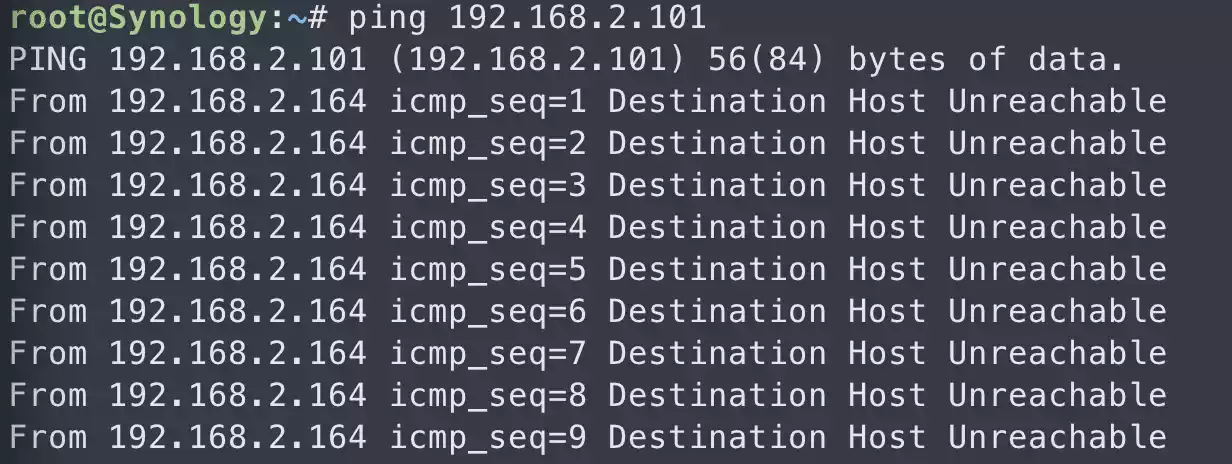 root@Synology:~# ping 192.168.2.101
PING 192.168.2.101 (192.168.2.101) 56(84) bytes of data.
From 192.168.2.164 icmp_seq=1 Destination Host Unreachable
From 192.168.2.164 icmp_seq=2 Destination Host Unreachable
From 192.168.2.164 icmp_seq=3 Destination Host Unreachable
From 192.168.2.164 icmp_seq=4 Destination Host Unreachable
From 192.168.2.164 icmp_seq=5 Destination Host Unreachable
From 192.168.2.164 icmp_seq=6 Destination Host Unreachable
From 192.168.2.164 icmp_seq=7 Destination Host Unreachable
From 192.168.2.164 icmp_seq=8 Destination Host Unreachable
From 192.168.2.164 icmp_seq=9 Destination Host Unreachable